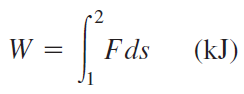 W = ∫₁² F ds (kJ)